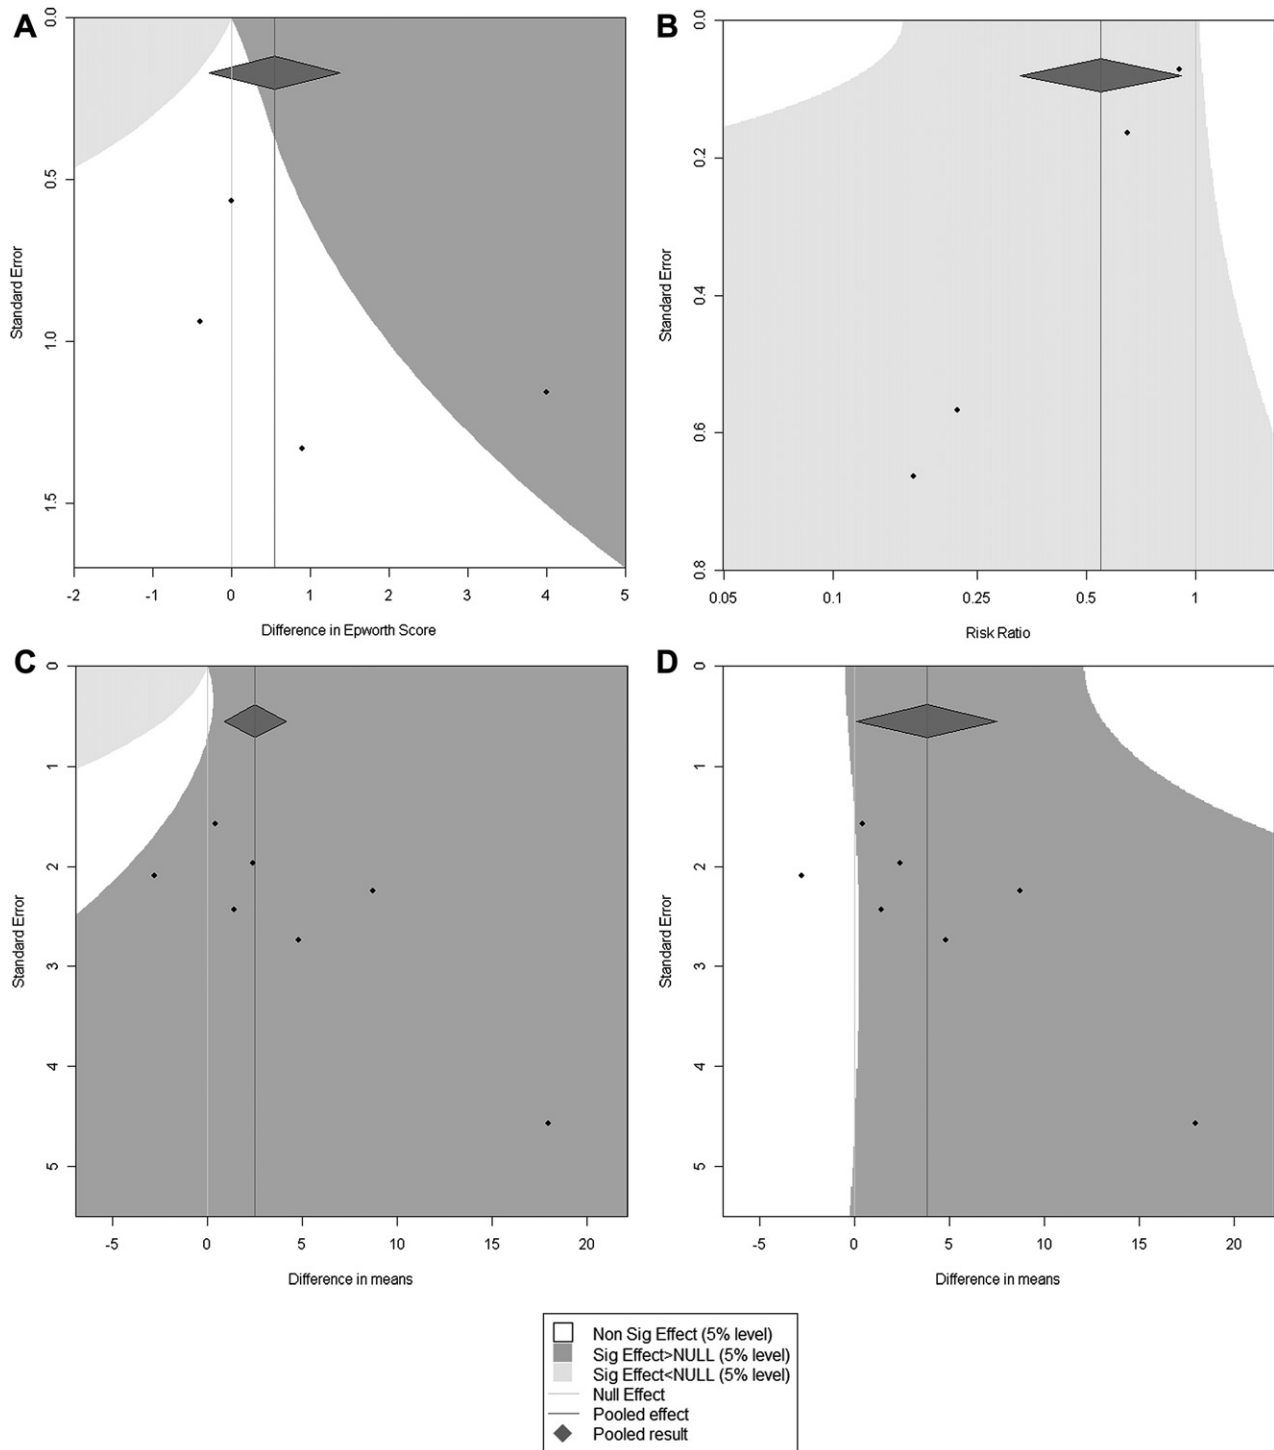 A
0.0
0.5
1.0
1.5
Standard Error
-2 -1 0 1 2 3 4 5
Difference in Epworth Score
B
0.0
0.2
0.4
0.6
0.8
Standard Error
0.05 0.1 0.25 0.5 1
Risk Ratio
C
0
1
2
3
4
5
Standard Error
-5 0 5 10 15 20
Difference in means
D
0
1
2
3
4
5
Standard Error
-5 0 5 10 15 20
Difference in means
Non Sig Effect (5% level)
Sig Effect>NULL (5% level)
Sig Effect<NULL (5% level)
Null Effect
Pooled effect
Pooled result